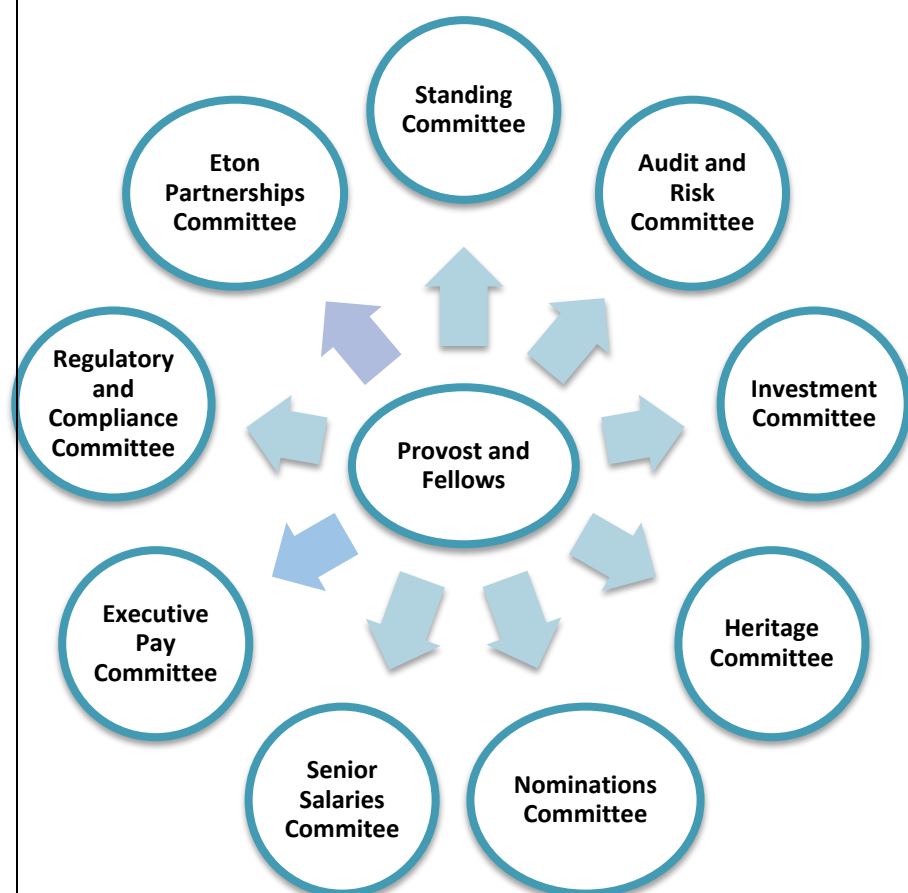 Standing
Committee
Audit and
Risk
Committee
Investment
Committee
Heritage
Committee
Nominations
Committee
Senior
Salaries
Commitee
Executive
Pay
Committee
Regulatory
and
Compliance
Committee
Eton
Partnerships
Committee
Provost and
Fellows